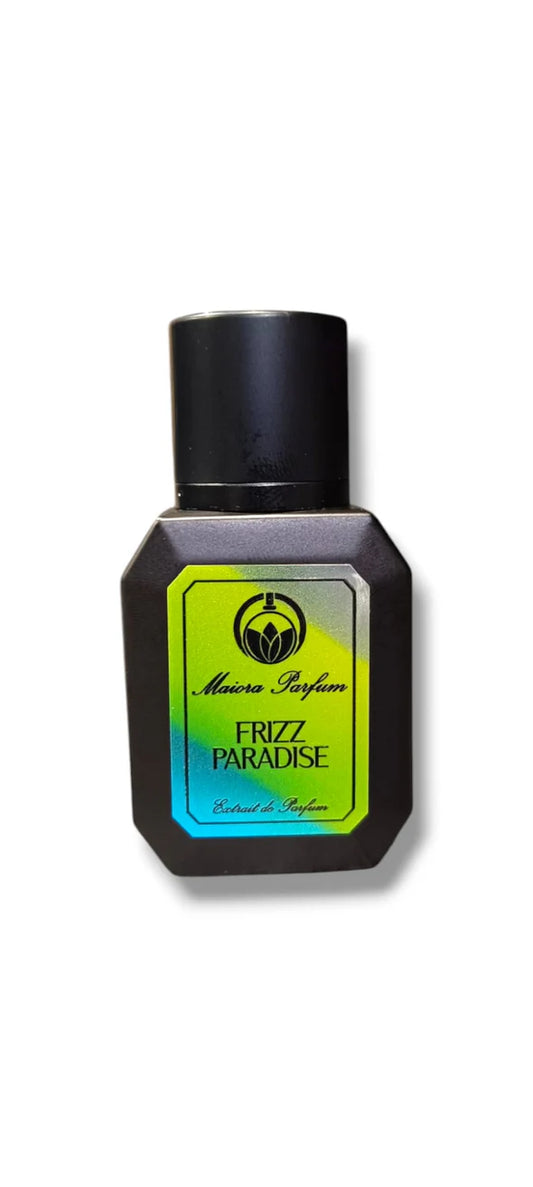 Maiora Parfum
FRIZZ
PARADISE
Extrait de Parfum